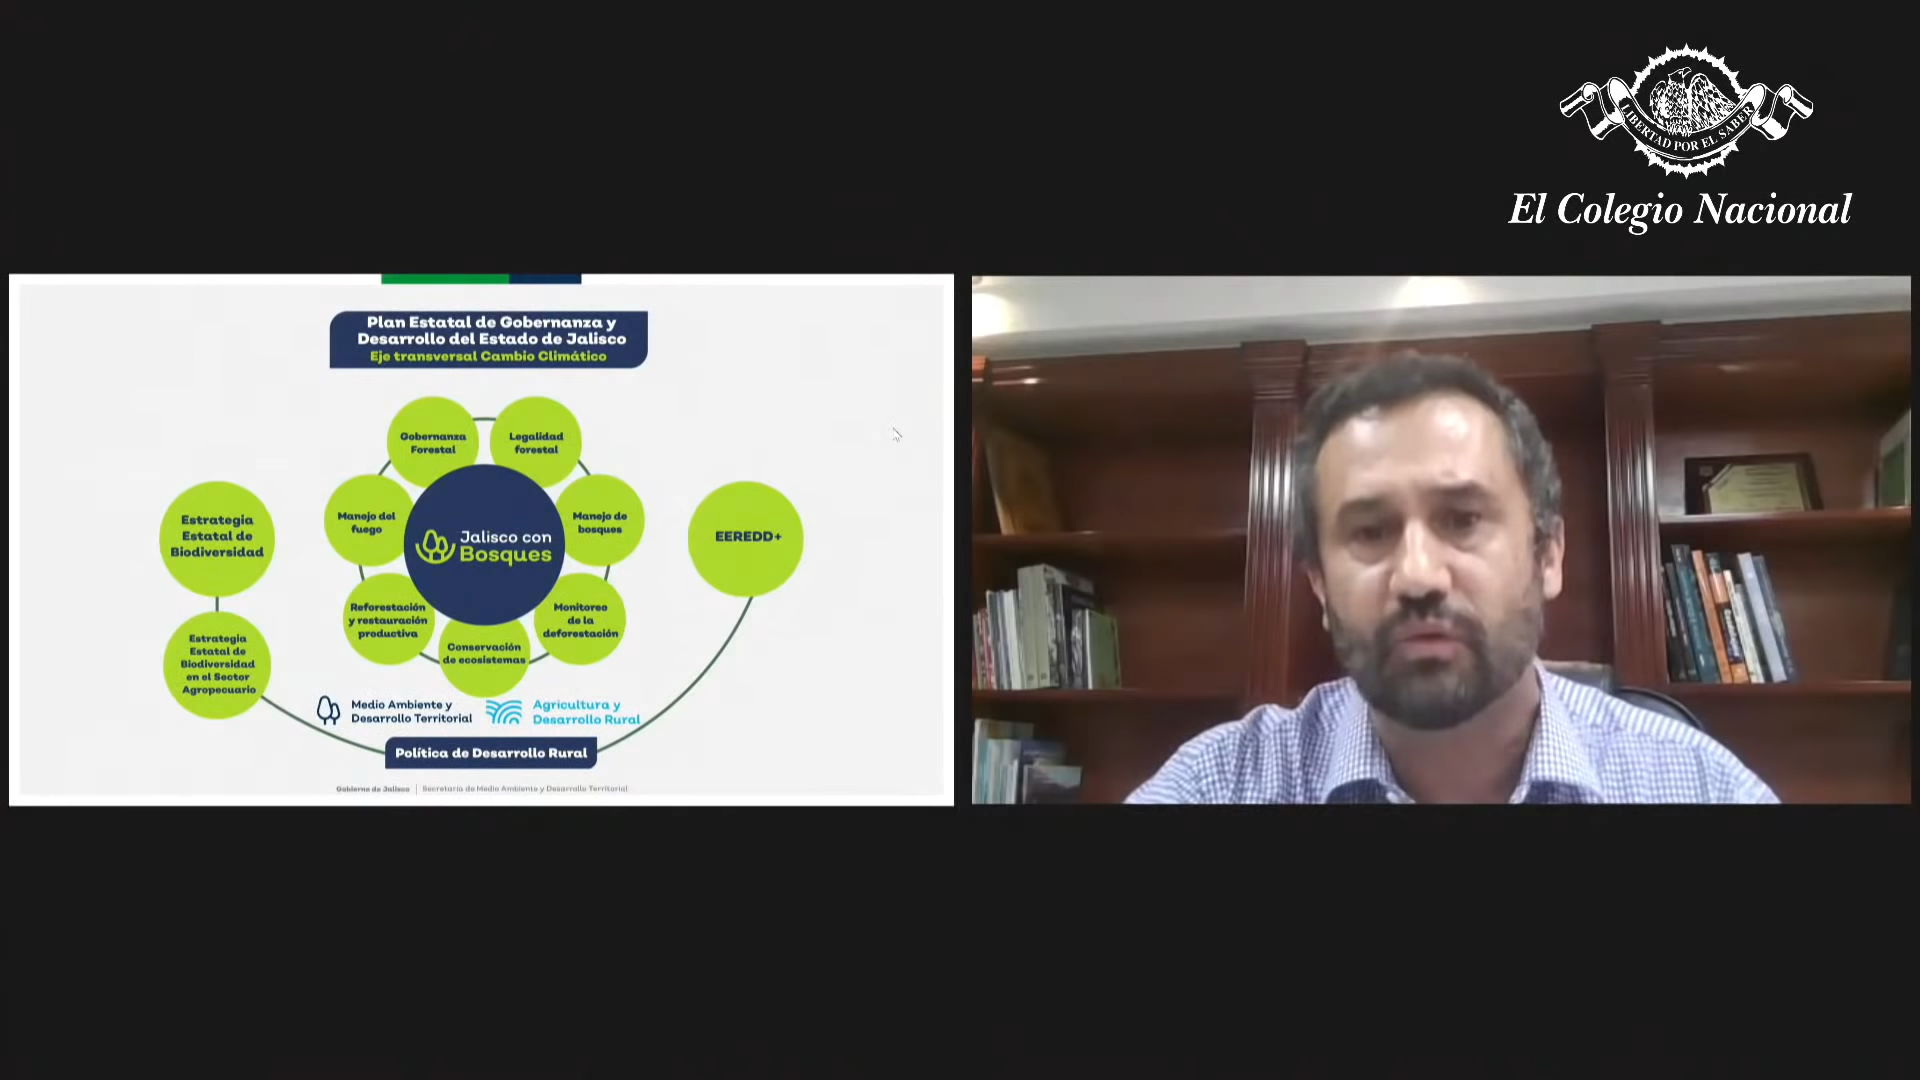 LIBERTAD POR EL SABER
El Colegio Nacional
Plan Estatal de Gobernanza y
Desarrollo del Estado de Jalisco
Eje transversal Cambio Climático
Gobernanza
Forestal
Legalidad
forestal
Manejo del
fuego
Manejo de
bosques
Jalisco con
Bosques
Reforestación
y restauración
productiva
Monitoreo
de la
deforestación
Conservación
de ecosistemas
Estrategia
Estatal de
Biodiversidad
Estrategia
Estatal de
Biodiversidad
en el Sector
Agropecuario
EEREDD+
Medio Ambiente y
Desarrollo Territorial
Agricultura y
Desarrollo Rural
Política de Desarrollo Rural
Gobierno de Jalisco | Secretaría de Medio Ambiente y Desarrollo Territorial